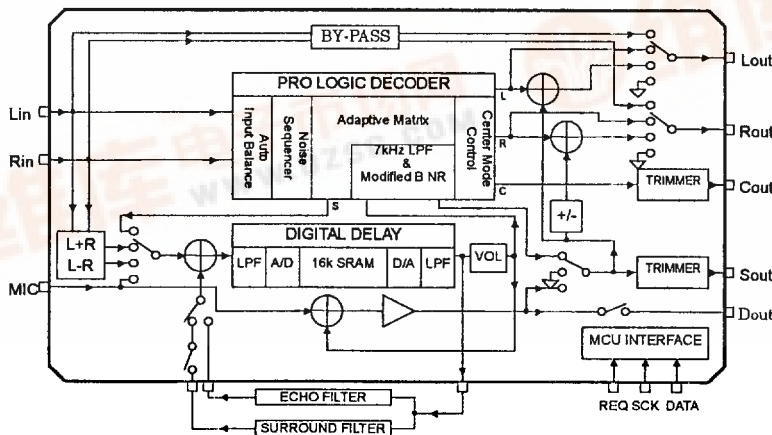 BY-PASS
Lout
PRO LOGIC DECODER
L
Lin
Auto Input Balance
Noise Sequencer
Adaptive Matrix
7kHz LPF
&
Modified B NR
Center Mode Control
R
Rout
Rin
C
TRIMMER
Cout
S
+/-
L+R
L-R
DIGITAL DELAY
LPF
A/D
16k SRAM
D/A
LPF
VOL
TRIMMER
Sout
MIC
Dout
MCU INTERFACE
ECHO FILTER
REQ SCK DATA
SURROUND FILTER